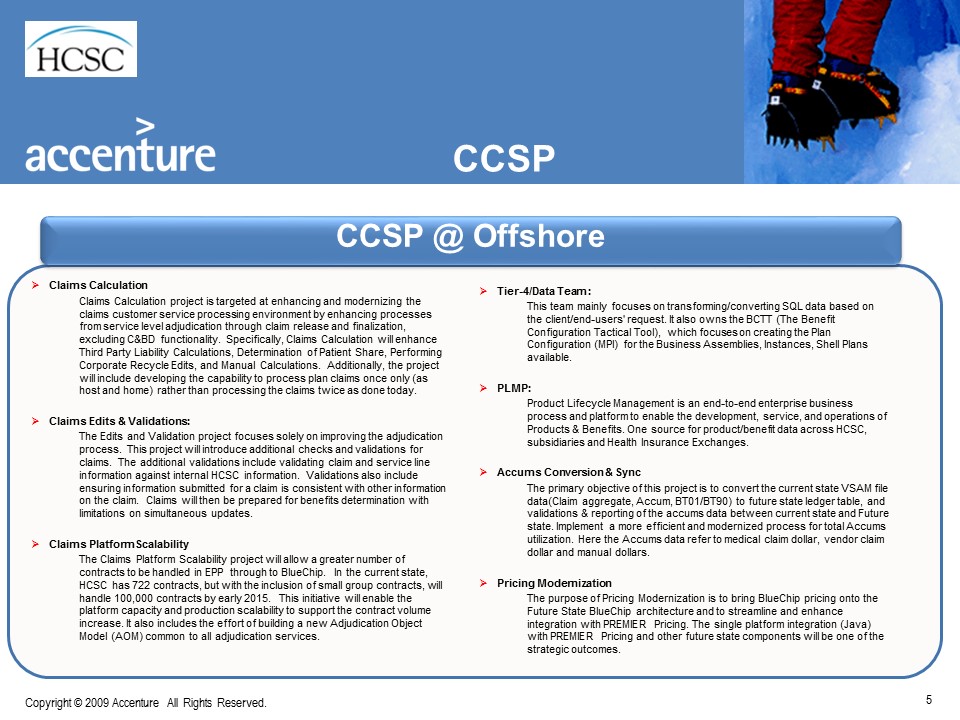 HCSC
accenture
>
CCSP
CCSP @ Offshore
Claims Calculation
Claims Calculation project is targeted at enhancing and modernizing the
claims customer service processing environment by enhancing processes
from service level adjudication through claim release and finalization,
excluding C&BD functionality. Specifically, Claims Calculation will enhance
Third Party Liability Calculations, Determination of Patient Share, Performing
Corporate Recycle Edits, and Manual Calculations. Additionally, the project
will include developing the capability to process plan claims once only (as
host and home) rather than processing the claims twice as done today.
Claims Edits & Validations:
The Edits and Validation project focuses solely on improving the adjudication
process. This project will introduce additional checks and validations for
claims. The additional validations include validating claim and service line
information against internal HCSC information. Validations also include
ensuring information submitted for a claim is consistent with other information
on the claim. Claims will then be prepared for benefits determination with
limitations on simultaneous updates.
Claims Platform Scalability
The Claims Platform Scalability project will allow a greater number of
contracts to be handled in EPP through to BlueChip. In the current state,
HCSC has 722 contracts, but with the inclusion of small group contracts, will
handle 100,000 contracts by early 2015. This initiative will enable the
platform capacity and production scalability to support the contract volume
increase. It also includes the effort of building a new Adjudication Object
Model (AOM) common to all adjudication services.
Tier-4/Data Team:
This team mainly focuses on transforming/converting SQL data based on
the client/end-users' request. It also owns the BCTT (The Benefit
Configuration Tactical Tool), which focuses on creating the Plan
Configuration (MPI) for the Business Assemblies, Instances, Shell Plans
available.
PLMP:
Product Lifecycle Management is an end-to-end enterprise business
process and platform to enable the development, service, and operations of
Products & Benefits. One source for product/benefit data across HCSC,
subsidiaries and Health Insurance Exchanges.
Accums Conversion & Sync
The primary objective of this project is to convert the current state VSAM file
data(Claim aggregate, Accum, BT01/BT90) to future state ledger table, and
validations & reporting of the accums data between current state and Future
state. Implement a more efficient and modernized process for total Accums
utilization. Here the Accums data refer to medical claim dollar, vendor claim
dollar and manual dollars.
Pricing Modernization
The purpose of Pricing Modernization is to bring BlueChip pricing onto the
Future State BlueChip architecture and to streamline and enhance
integration with PREMIER Pricing. The single platform integration (Java)
with PREMIER Pricing and other future state components will be one of the
strategic outcomes.
Copyright © 2009 Accenture All Rights Reserved.
5